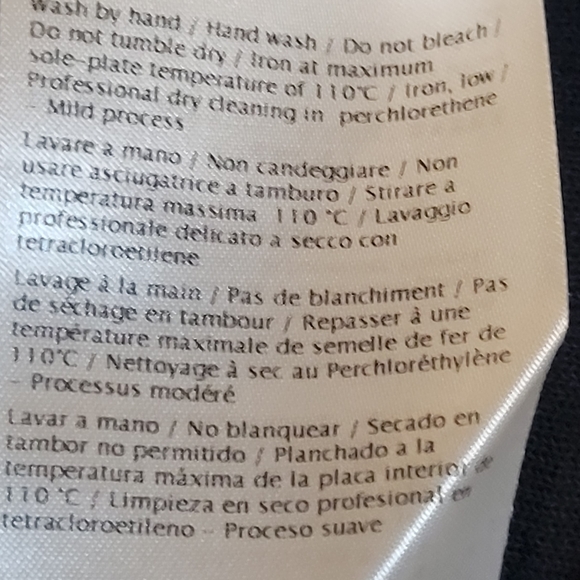 Wash by hand / Hand wash / Do not bleach /
Do not tumble dry / Iron at maximum
sole-plate temperature of 110°C / Iron, low /
Professional dry cleaning in perchlorethene
- Mild process
Lavare a mano / Non candeggiare / Non
usare asciugatrice a tamburo / Stirare a
temperatura massima 110 °C / Lavaggio
professionale delicato a secco con
tetracloroetilene
Lavage à la main / Pas de blanchiment / Pas
de séchage en tambour / Repasser à une
température maximale de semelle de fer de
110°C / Nettoyage à sec au Perchloréthylène
- Processus modéré
Lavar a mano / No blanquear / Secado en
tambor no permitido / Planchado a la
temperatura máxima de la placa interior de
110 °C / Limpieza en seco profesional en
tetracloroetileno - Proceso suave